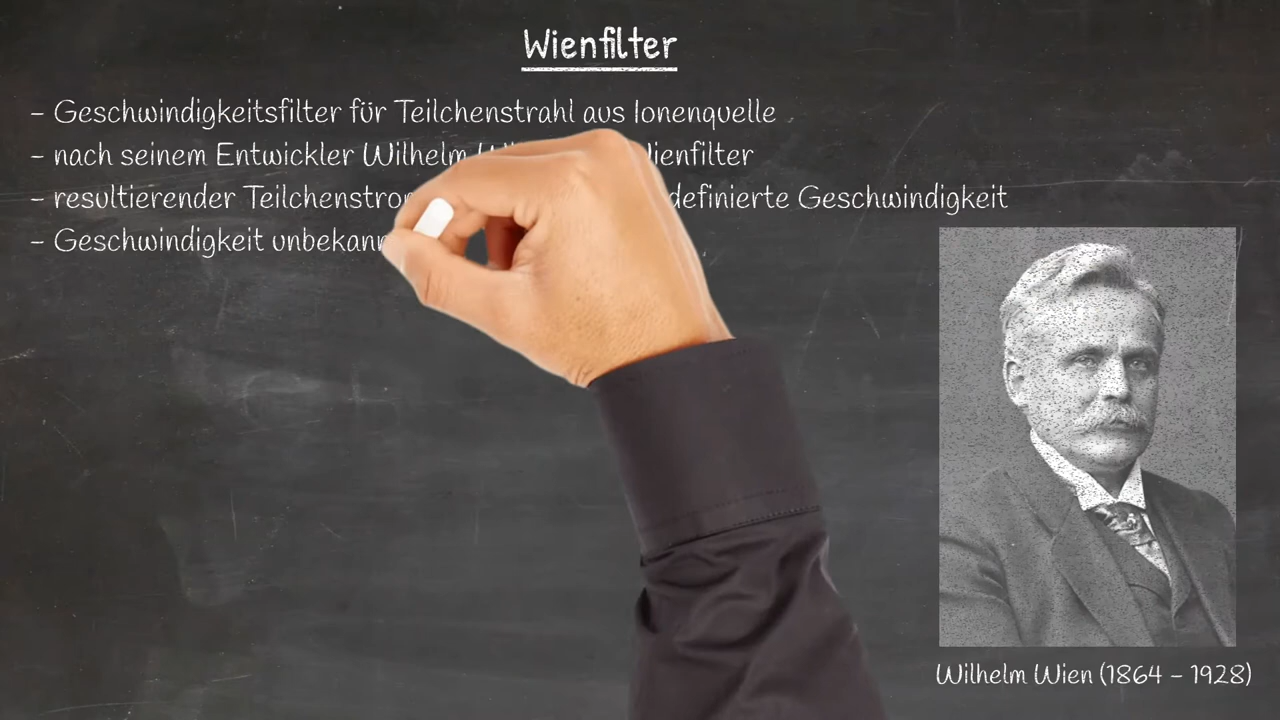 Wienfilter
- Geschwindigkeitsfilter für Teilchenstrahl aus Ionenquelle
- nach seinem Entwickler Wilhelm
- resultierender definierte Geschwindigkeit
- Geschwindigkeit
Wilhelm Wien (1864 - 1928)